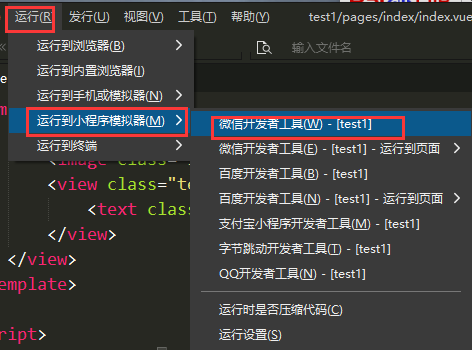 运行(R) 发行(U) 视图(V) 工具(T) 帮助(Y) test1/pages/index/index.vue
输入文件名
运行到浏览器(B)
运行到内置浏览器(I)
运行到手机或模拟器(N)
运行到小程序模拟器(M)
运行到终端
微信开发者工具(W) - [test1]
微信开发者工具(E) - [test1] - 运行到页面
百度开发者工具(B) - [test1]
百度开发者工具(N) - [test1] - 运行到页面
支付宝小程序开发者工具(M) - [test1]
字节跳动开发者工具(T) - [test1]
QQ开发者工具(N) - [test1]
运行时是否压缩代码(C)
运行设置(S)
<image class
<view class="te
<text clas
</view>
</view>
template>
cript>